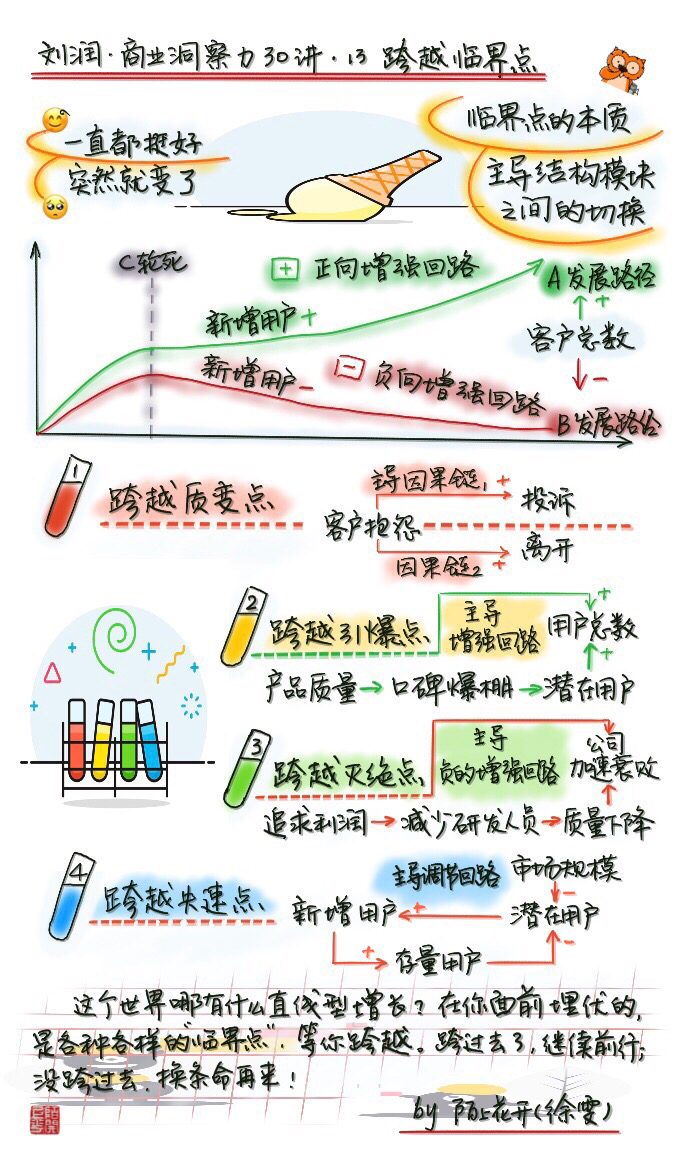 刘润·商业洞察力30讲·13 跨越临界点
一直都挺好
突然就变了
临界点的本质
主导结构模块
之间的切换
C轮死
+ 正向增强回路
A发展路径
新增用户+
+
客户总数
新增用户-
- 负向增强回路
-
B发展路径
1
跨越质变点
主导因果链1 +
投诉
客户抱怨
离开
因果链2 +
2
跨越引爆点、
主导
增强回路
+
用户总数
+
产品质量→口碑爆棚→潜在用户
3
跨越灭绝点、
主导
负的增强回路
公司
加速衰败
追求利润→减少研发人员→质量下降
4
跨越失速点、
主导调节回路
市场规模
-
新增用户
+
潜在用户
+
存量用户
-
这个世界哪有什么直线型增长？在你面前埋伏的，
是各种各样的“临界点”，等你跨越。跨过去了，继续前行；
没跨过去，换条命再来！
by 陌上花开(徐雯)